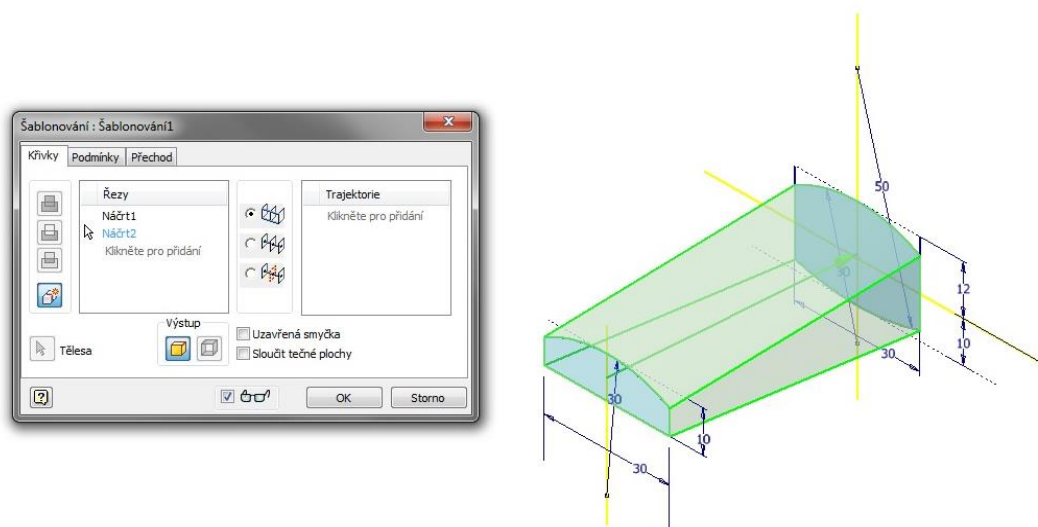 Šablonování : Šablonování1
Křivky Podmínky Přechod
Řezy
Náčrt1
Náčrt2
Klikněte pro přidání
Trajektorie
Klikněte pro přidání
Tělesa
Výstup
Uzavřená smyčka
Sloučit tečné plochy
OK
Storno
50
30
12
10
30
30
10
30